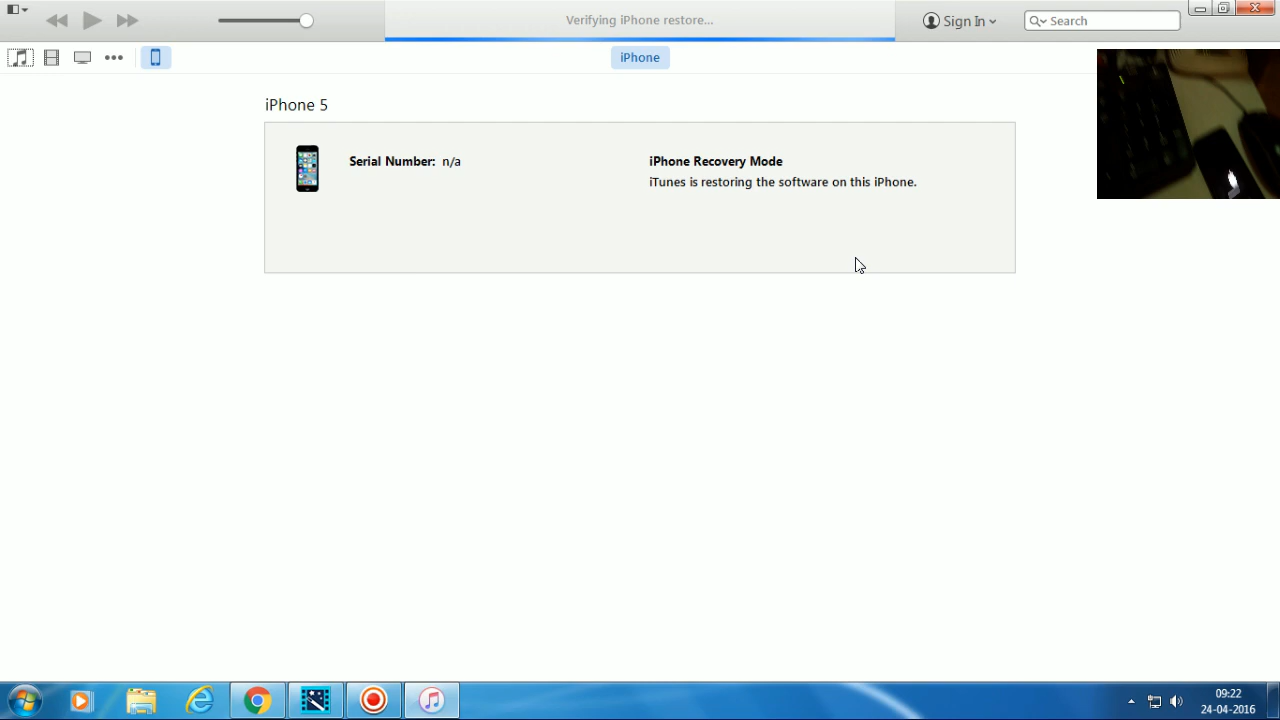 Verifying iPhone restore...
Sign In
Search
iPhone
iPhone 5
Serial Number: n/a
iPhone Recovery Mode
iTunes is restoring the software on this iPhone.
09:22
24-04-2016